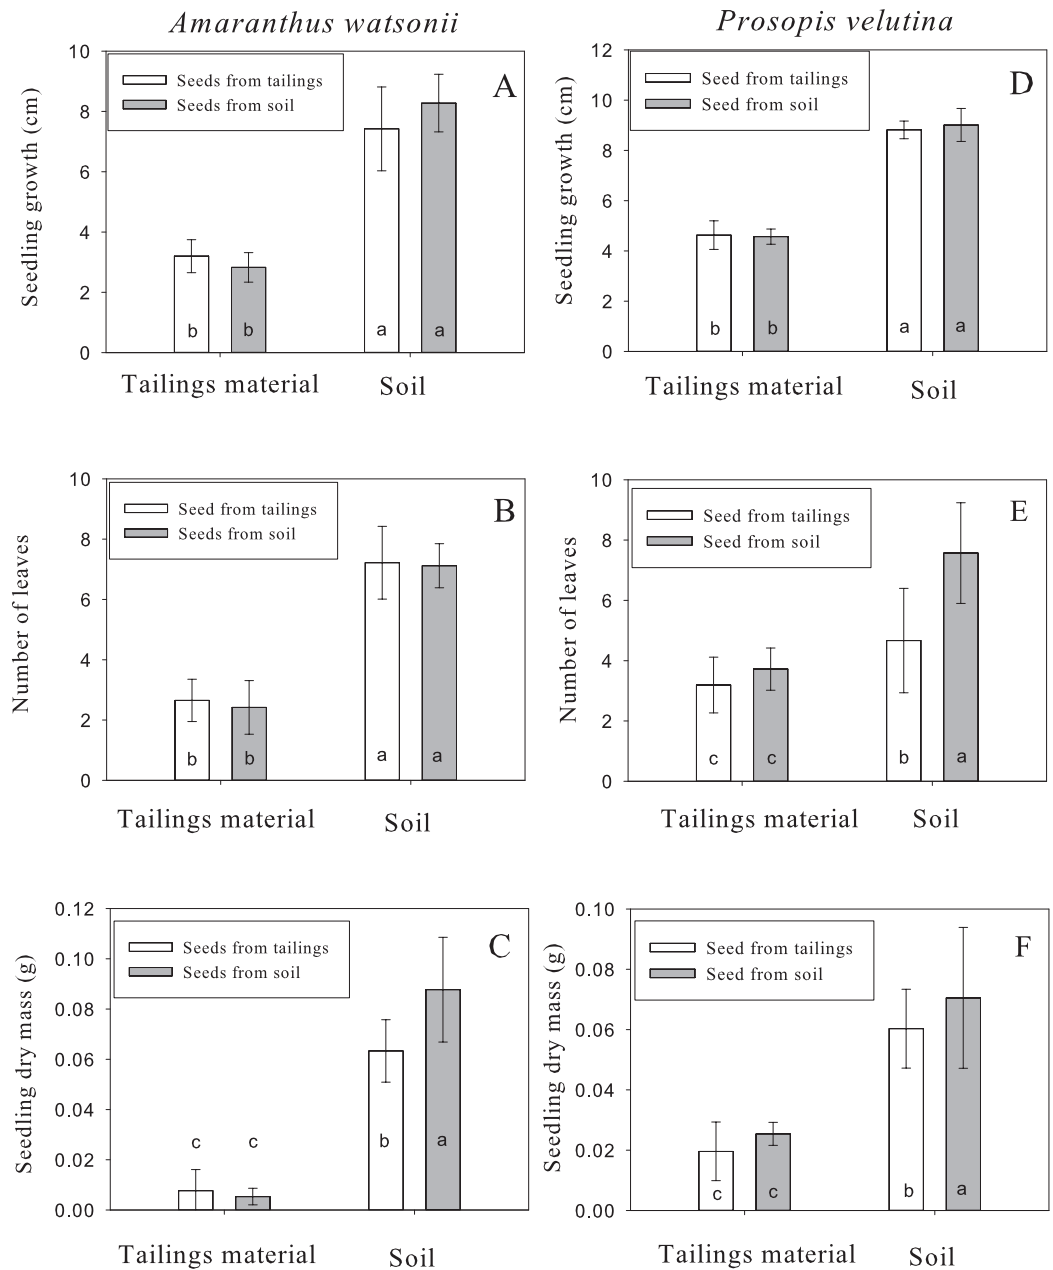 Amaranthus watsonii
Prosopis velutina
A
Seeds from tailings
Seeds from soil
Seedling growth (cm)
10
8
6
4
2
0
b
b
a
a
Tailings material
Soil
D
Seed from tailings
Seed from soil
Seedling growth (cm)
12
10
8
6
4
2
0
b
b
a
a
Tailings material
Soil
B
Seed from tailings
Seeds from soil
Number of leaves
10
8
6
4
2
0
b
b
a
a
Tailings material
Soil
E
Seed from tailings
Seed from soil
Number of leaves
10
8
6
4
2
0
c
c
b
a
Tailings material
Soil
C
Seeds from tailings
Seeds from soil
Seedling dry mass (g)
0.12
0.10
0.08
0.06
0.04
0.02
0.00
c
c
b
a
Tailings material
Soil
F
Seed from tailings
Seed from soil
Seedling dry mass (g)
0.10
0.08
0.06
0.04
0.02
0.00
c
c
b
a
Tailings material
Soil